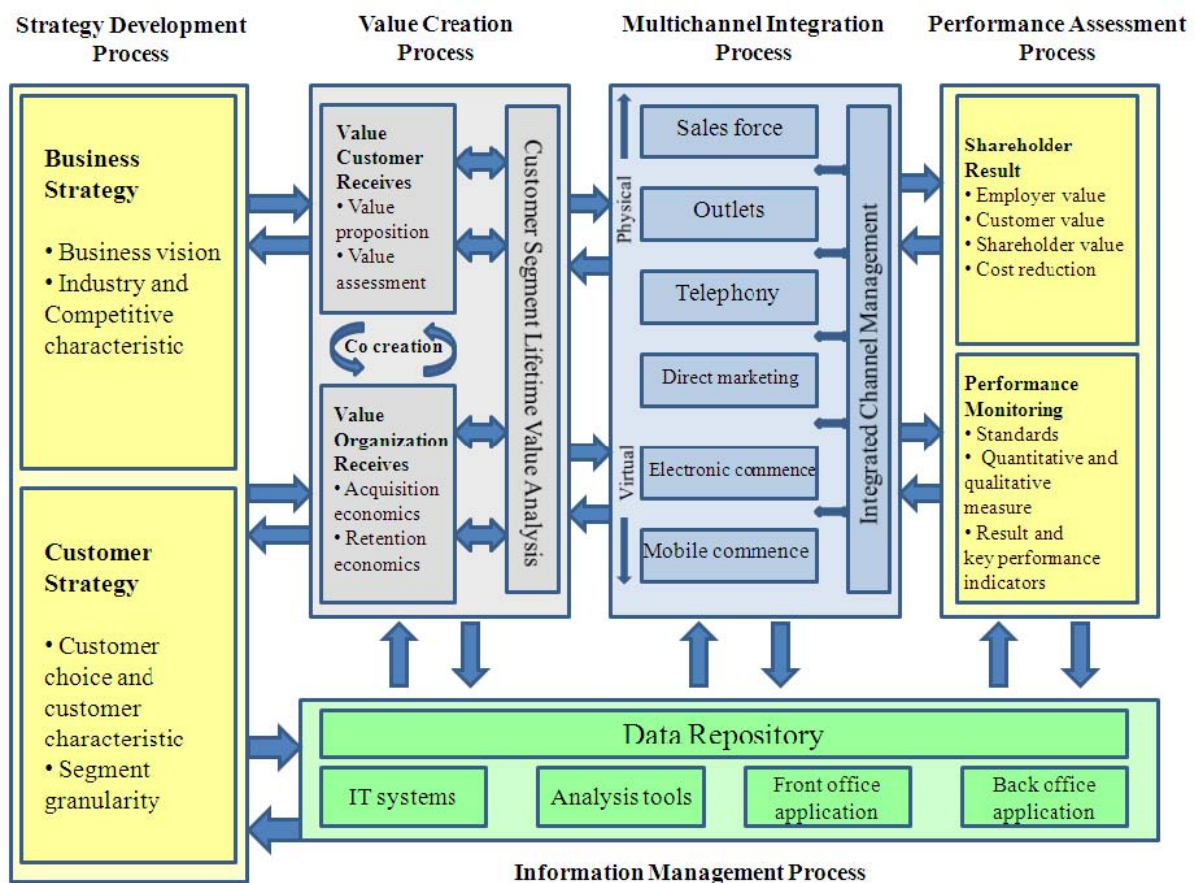 Strategy Development
Process
Value Creation
Process
Multichannel Integration
Process
Performance Assessment
Process
Business
Strategy
• Business vision
• Industry and
Competitive
characteristic
Customer
Strategy
• Customer
choice and
customer
characteristic
• Segment
granularity
Value
Customer
Receives
• Value
proposition
• Value
assessment
Co creation
Value
Organization
Receives
• Acquisition
economics
• Retention
economics
Customer Segment Lifetime Value Analysis
Physical
Virtual
Sales force
Outlets
Telephony
Direct marketing
Electronic commence
Mobile commence
Integrated Channel Management
Shareholder
Result
• Employer value
• Customer value
• Shareholder value
• Cost reduction
Performance
Monitoring
• Standards
• Quantitative and
qualitative
measure
• Result and
key performance
indicators
Data Repository
IT systems
Analysis tools
Front office
application
Back office
application
Information Management Process